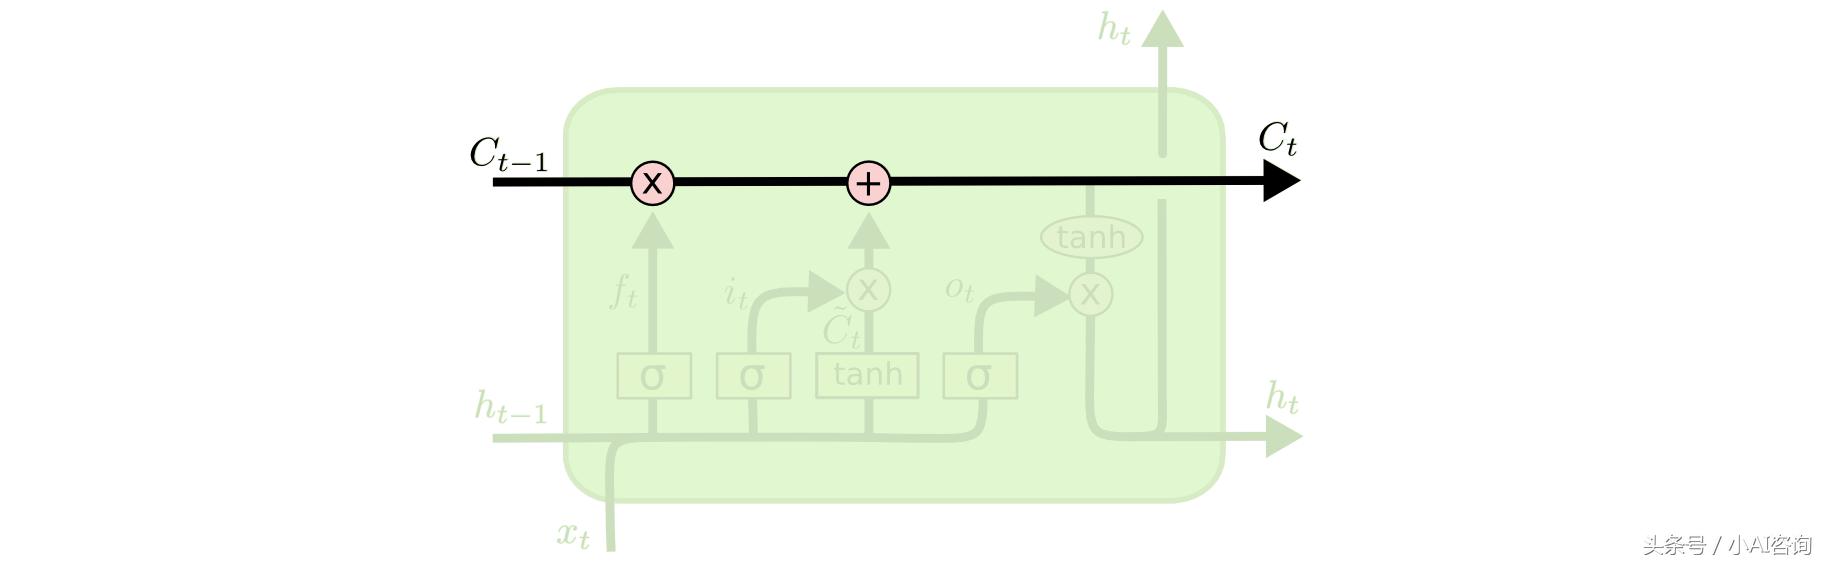 h_t
C_{t-1}
C_t
x
+
tanh
f_t
i_t
x
o_t
x
C̃_t
σ
σ
tanh
σ
h_{t-1}
h_t
x_t
头条号 / 小AI咨询